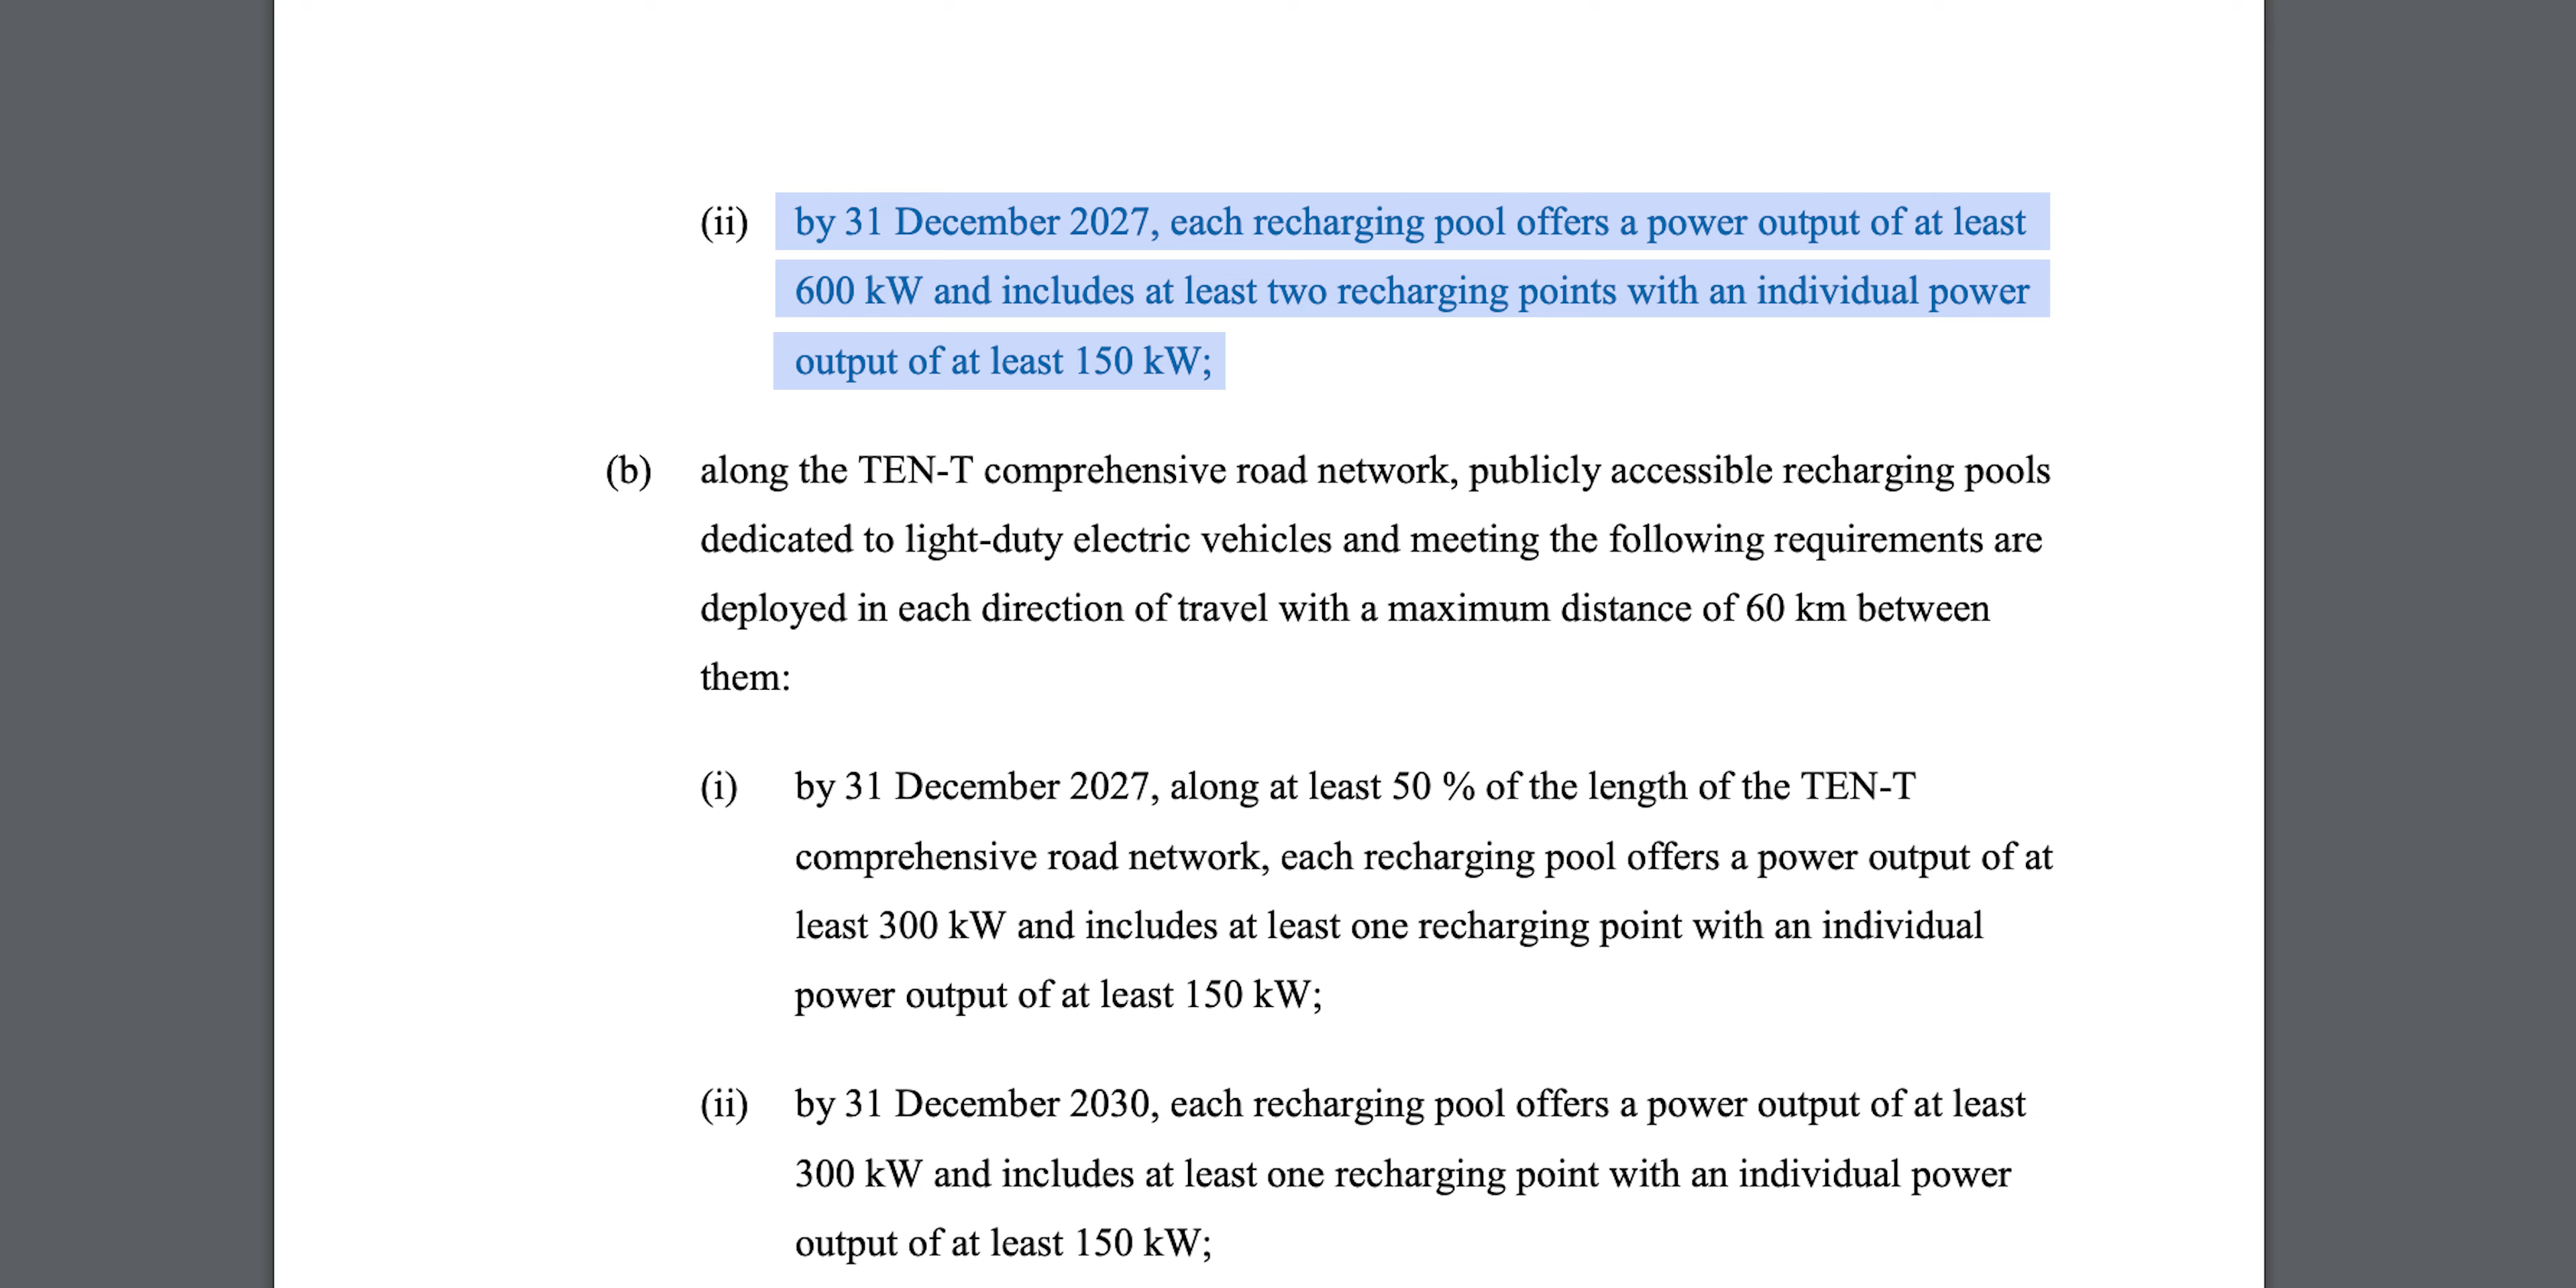 (ii) by 31 December 2027, each recharging pool offers a power output of at least
600 kW and includes at least two recharging points with an individual power
output of at least 150 kW;
(b) along the TEN-T comprehensive road network, publicly accessible recharging pools
dedicated to light-duty electric vehicles and meeting the following requirements are
deployed in each direction of travel with a maximum distance of 60 km between
them:
(i) by 31 December 2027, along at least 50 % of the length of the TEN-T
comprehensive road network, each recharging pool offers a power output of at
least 300 kW and includes at least one recharging point with an individual
power output of at least 150 kW;
(ii) by 31 December 2030, each recharging pool offers a power output of at least
300 kW and includes at least one recharging point with an individual power
output of at least 150 kW;